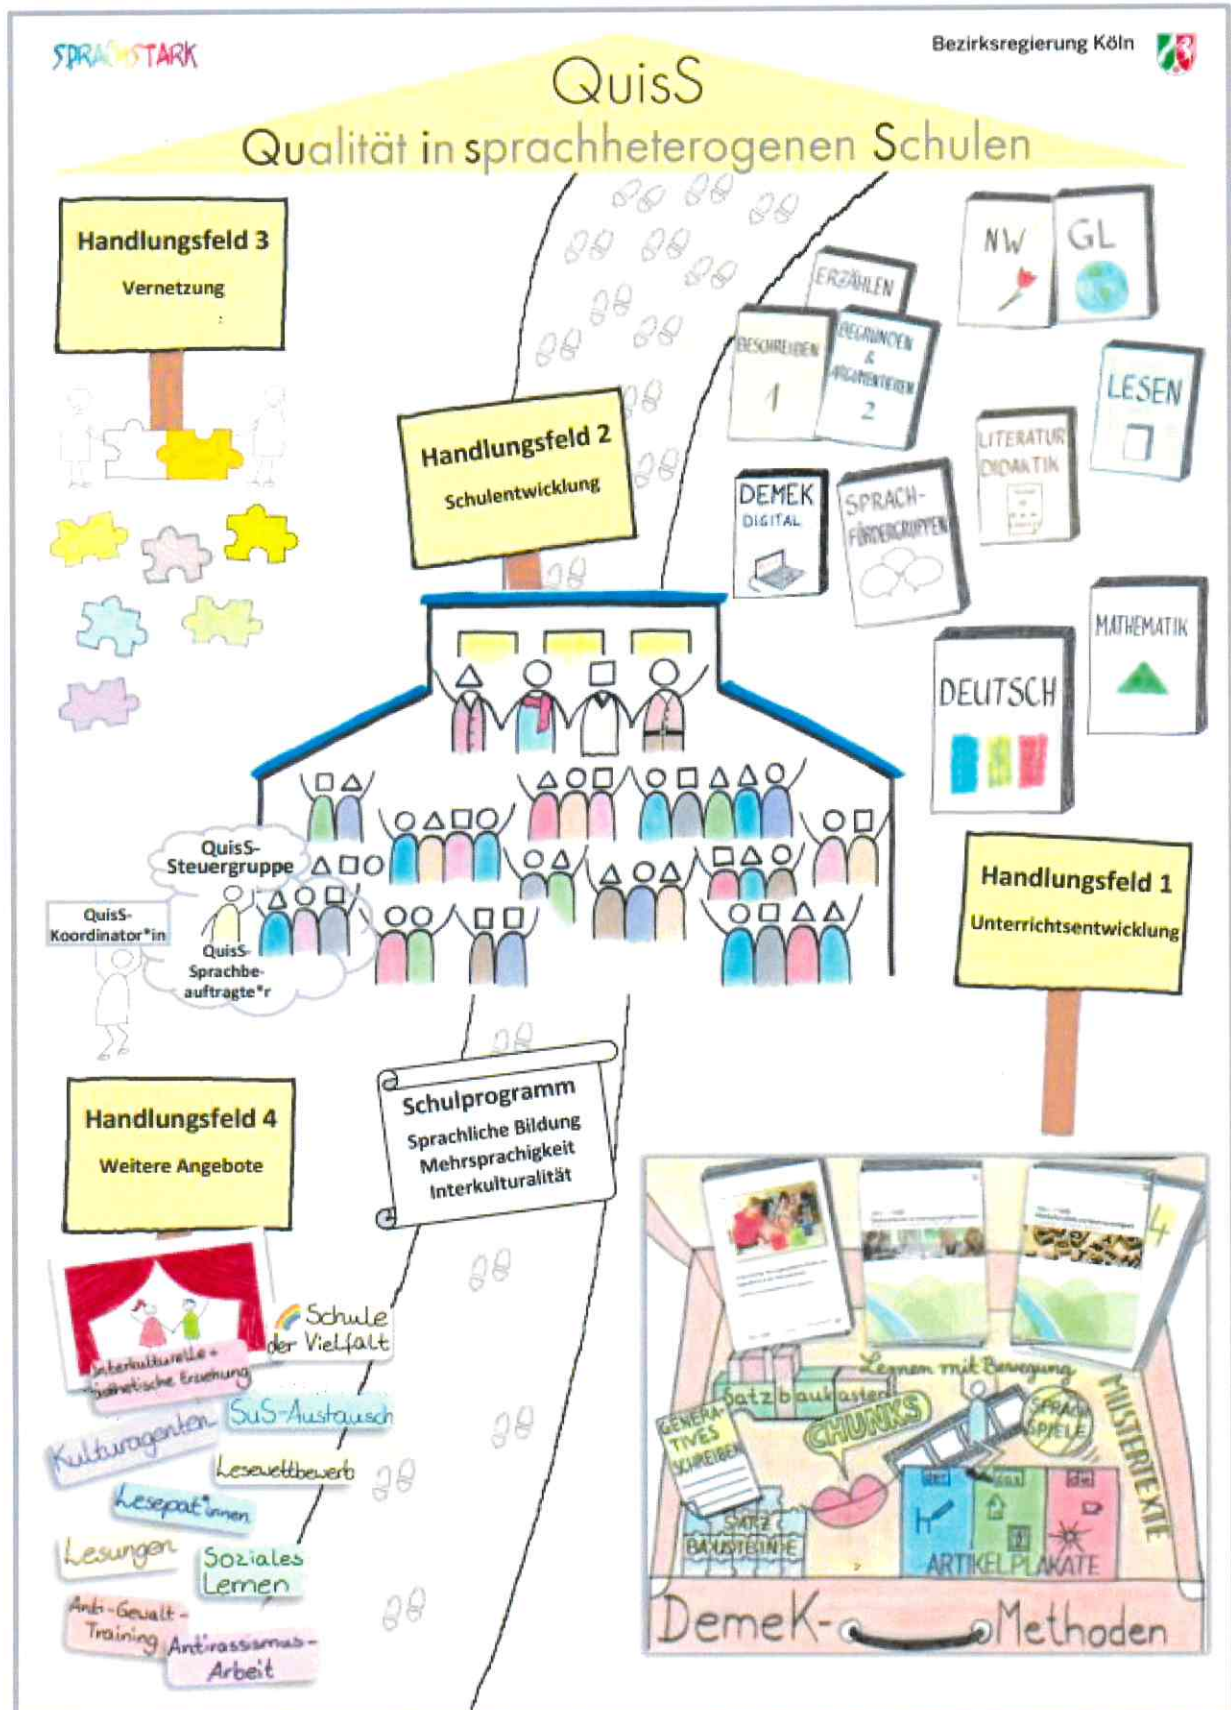 SPRACHSTARK
Bezirksregierung Köln
QuisS
Qualität in sprachheterogenen Schulen
Handlungsfeld 3
Vernetzung
Handlungsfeld 2
Schulentwicklung
NW
GL
ERZÄHLEN
BESCHREIBEN
1
BEGRÜNDEN
&
ARGUMENTIEREN
2
LESEN
LITERATUR
DIDAKTIK
DEMEK
DIGITAL
SPRACH-
FÖRDERGRUPPEN
MATHEMATIK
DEUTSCH
Handlungsfeld 1
Unterrichtsentwicklung
QuisS-
Steuergruppe
QuisS-
Koordinator*in
QuisS-
Sprachbe-
auftragte*r
Schulprogramm
Sprachliche Bildung
Mehrsprachigkeit
Interkulturalität
Handlungsfeld 4
Weitere Angebote
Schule
der Vielfalt
Interkulturelle +
ästhetische Erziehung
Kulturagenten
SuS-Austausch
Lesewettbewerb
Lesepat*innen
Lesungen
Soziales
Lernen
Anti-Gewalt-
Training
Antirassismus-
Arbeit
4
Lernen mit Bewegung
Satzbaukasten
CHUNKS
GENERA-
TIVES
SCHREIBEN
SPRACH
SPIELE
MUSTERTEXTE
SATZ
BAUSTEINE
der
das
die
ARTIKELPLAKATE
DemeK-Methoden